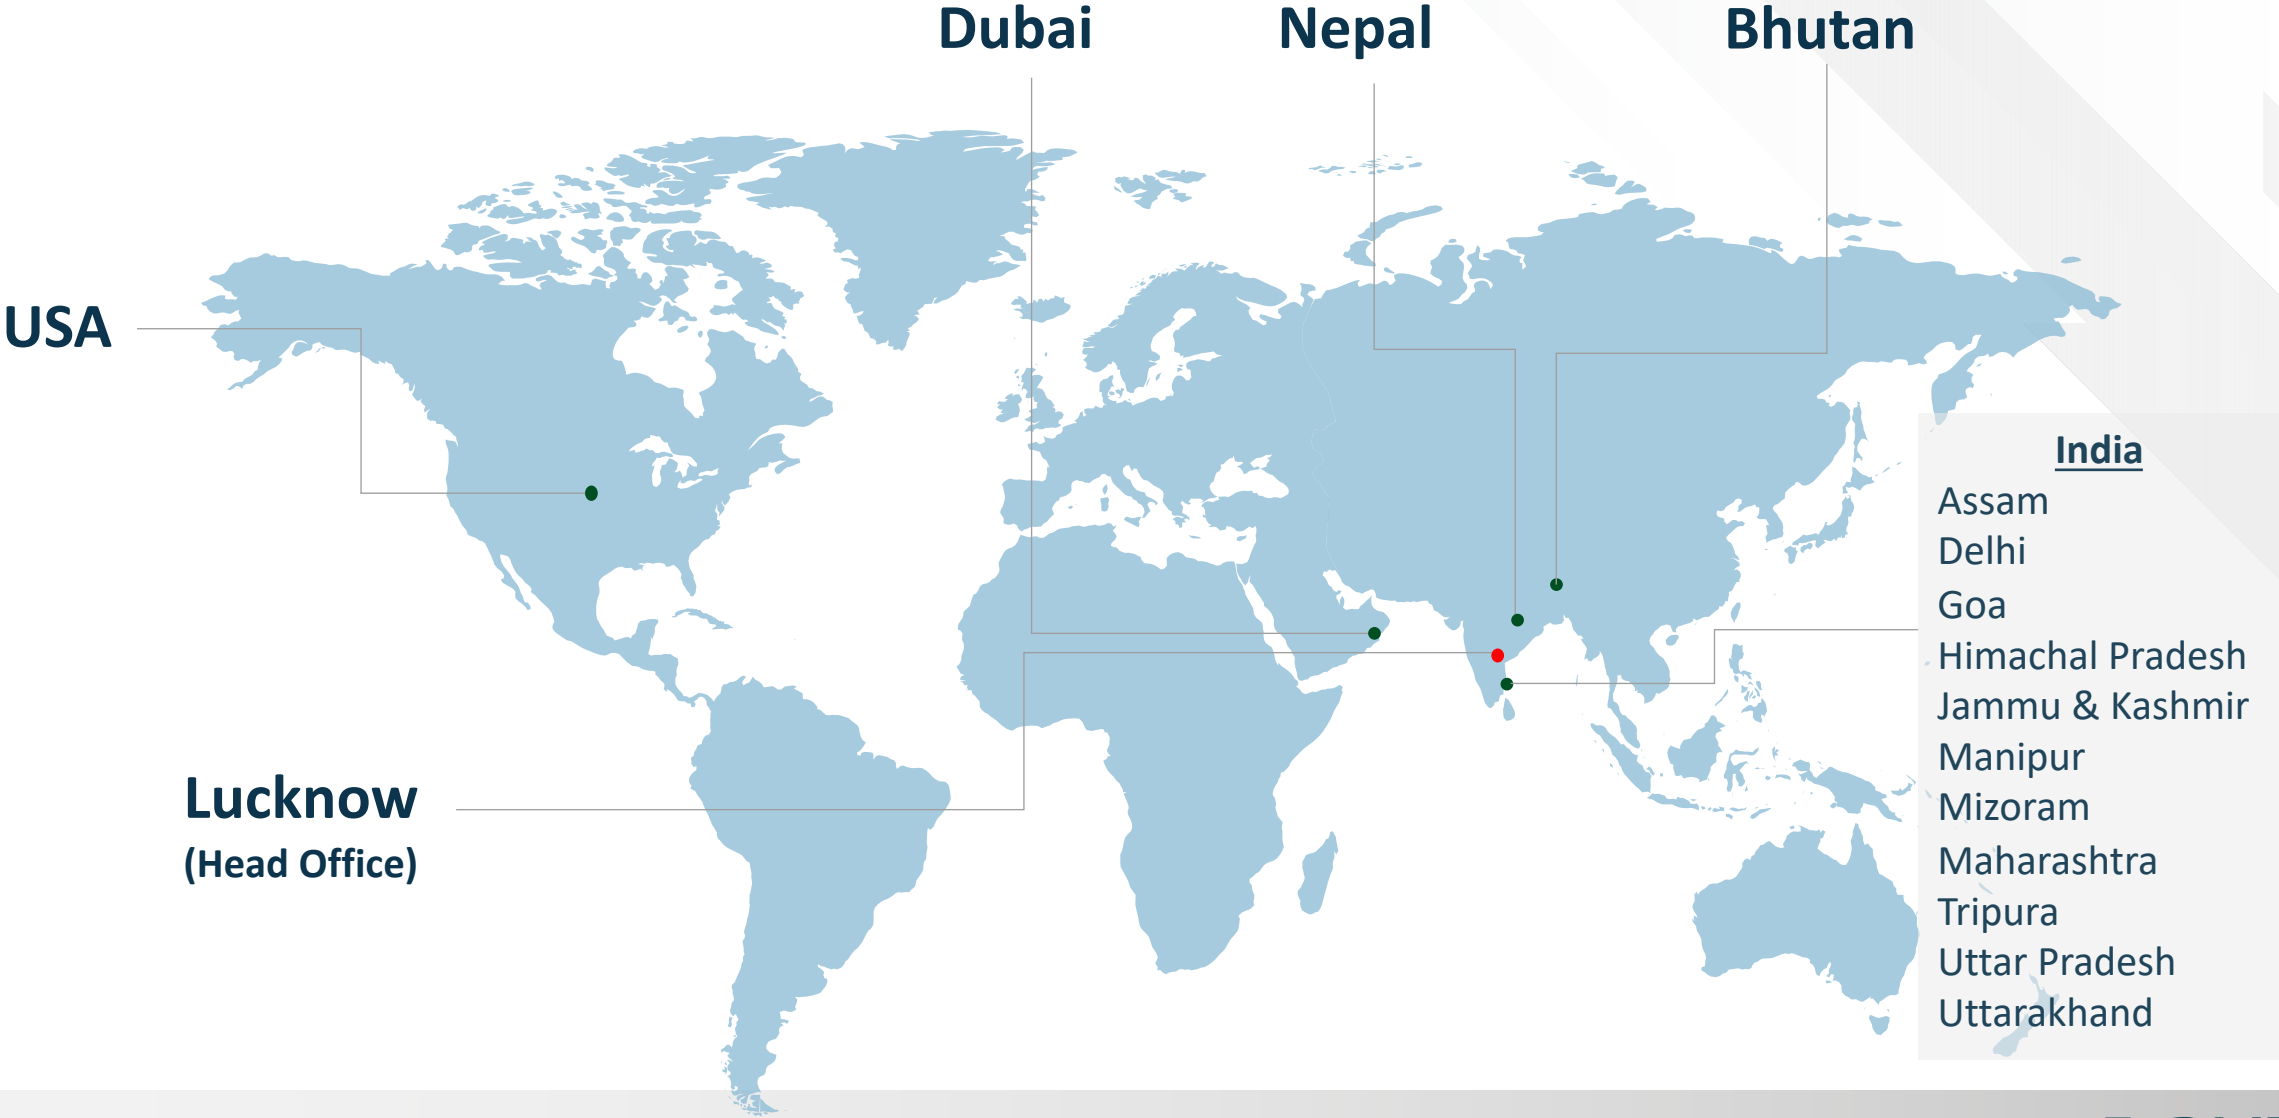 Dubai
Nepal
Bhutan
USA
Lucknow
(Head Office)
India
Assam
Delhi
Goa
Himachal Pradesh
Jammu & Kashmir
Manipur
Mizoram
Maharashtra
Tripura
Uttar Pradesh
Uttarakhand